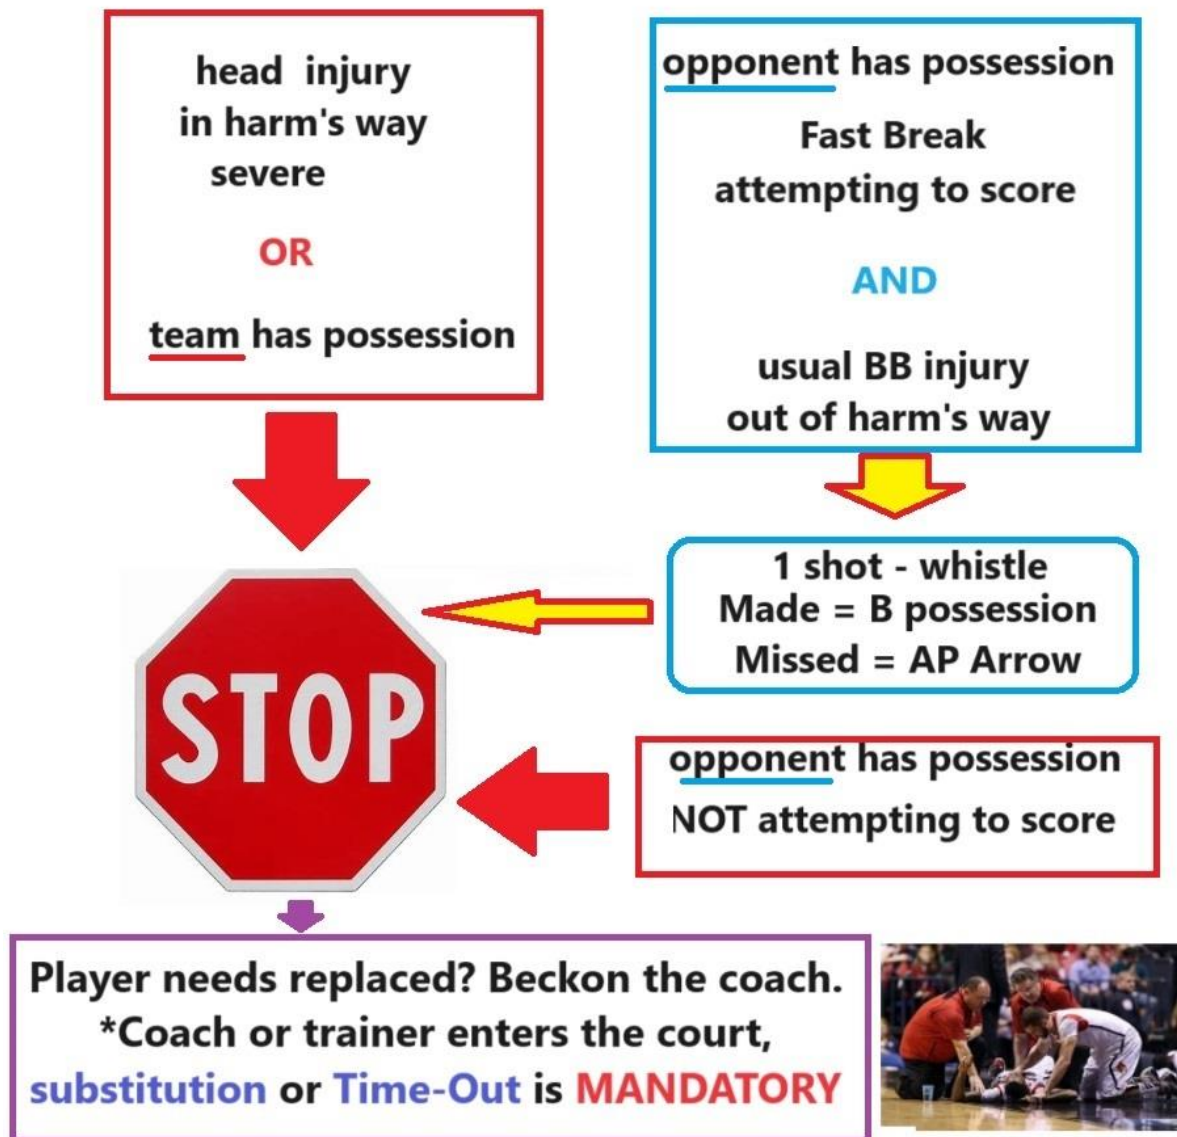 head injury
in harm's way
severe
OR
team has possession
opponent has possession
Fast Break
attempting to score
AND
usual BB injury
out of harm's way
1 shot - whistle
Made = B possession
Missed = AP Arrow
STOP
opponent has possession
NOT attempting to score
Player needs replaced? Beckon the coach.
*Coach or trainer enters the court,
substitution or Time-Out is MANDATORY